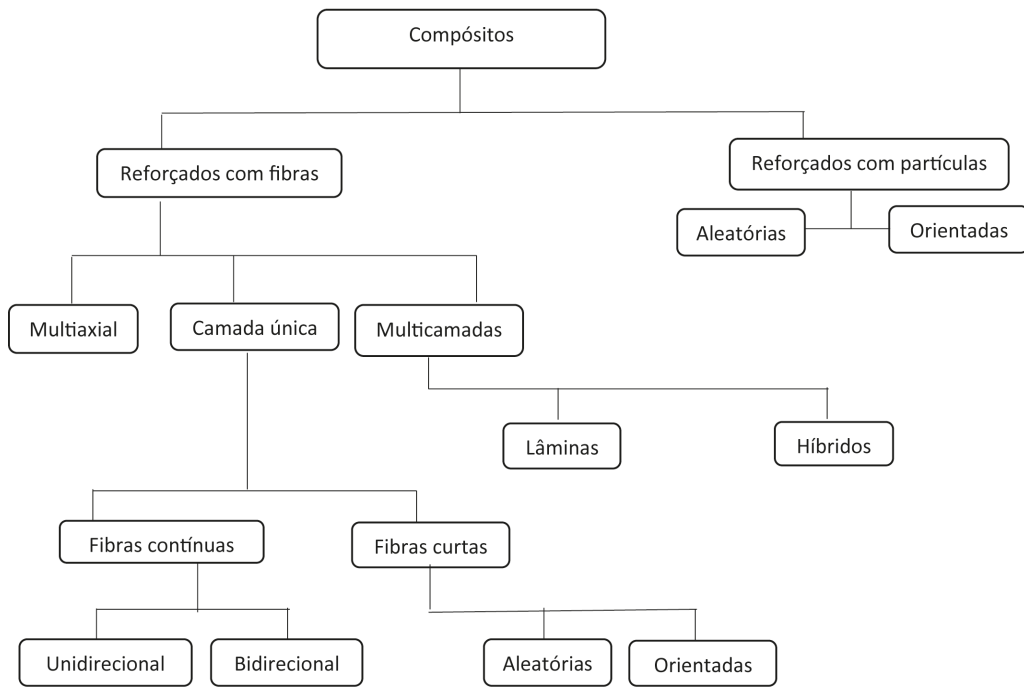 Compósitos
Reforçados com fibras
Reforçados com partículas
Aleatórias
Orientadas
Multiaxial
Camada única
Multicamadas
Lâminas
Híbridos
Fibras contínuas
Fibras curtas
Unidirecional
Bidirecional
Aleatórias
Orientadas